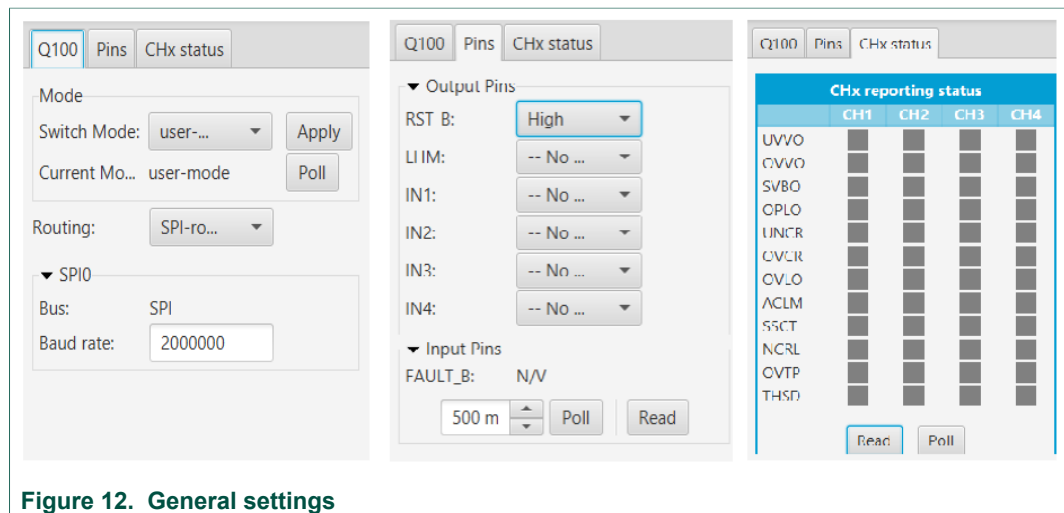 Q100 Pins CHx status
Mode
Switch Mode: user-... Apply
Current Mo... user-mode Poll
Routing: SPI-ro...
SPI0
Bus: SPI
Baud rate: 2000000
Q100 Pins CHx status
Output Pins
RST B: High
LHM: -- No ...
IN1: -- No ...
IN2: -- No ...
IN3: -- No ...
IN4: -- No ...
Input Pins
FAULT_B: N/V
500 m Poll Read
Q100 Pins CHx status
CHx reporting status
CH1 CH2 CH3 CH4
UVVO
OVVO
SVBO
OPLO
UNCR
OVCR
OVLO
ACLM
SSCT
NCRL
OVTP
THSD
Read Poll
Figure 12. General settings